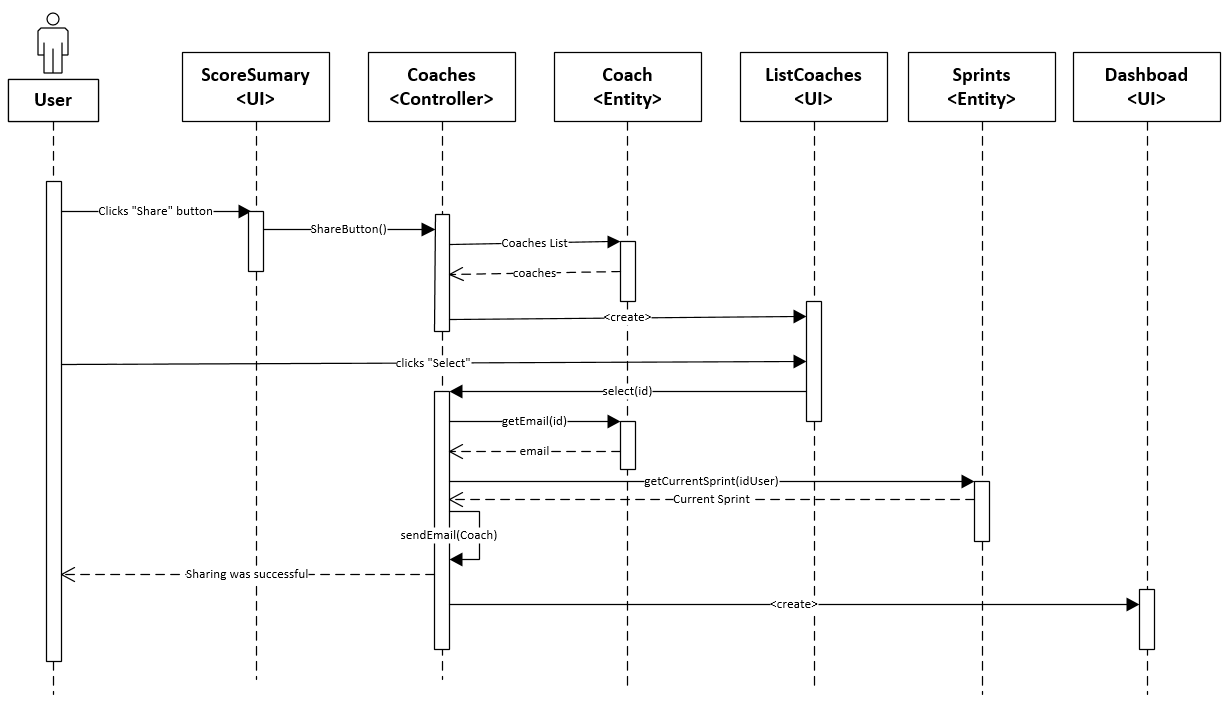 User
ScoreSumary
<UI>
Coaches
<Controller>
Coach
<Entity>
ListCoaches
<UI>
Sprints
<Entity>
Dashboad
<UI>
Clicks "Share" button
ShareButton()
Coaches List
coaches
<create>
clicks "Select"
select(id)
getEmail(id)
email
getCurrentSprint(idUser)
Current Sprint
sendEmail(Coach)
Sharing was successful
<create>